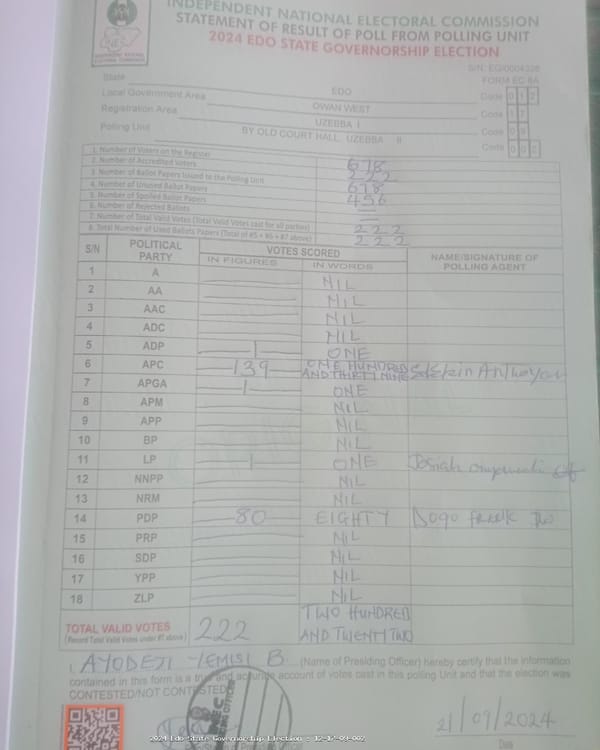 INDEPENDENT NATIONAL ELECTORAL COMMISSION
STATEMENT OF RESULT OF POLL FROM POLLING UNIT
2024 EDO STATE GOVERNORSHIP ELECTION
FORM EC 8A
State EDO Code 012
Local Government Area OWAN WEST Code 17
Registration Area UZEBBA I Code 09
Polling Unit BY OLD COURT HALL, UZEBBA II Code 002
1. Number of Voters on the Register 678
2. Number of Accredited Voters 222
3. Number of Ballot Papers Issued to the Polling Unit 678
4. Number of Unused Ballot Papers 456
5. Number of Spoiled Ballot Papers
6. Number of Rejected Ballots
7. Number of Total Valid Votes (Total Valid Votes cast for all parties) 222
8. Total Number of Used Ballots Papers (Total of #5 + #6 + #7 above) 222
S/N POLITICAL PARTY VOTES SCORED NAME/SIGNATURE OF POLLING AGENT
IN FIGURES IN WORDS
1 A NIL
2 AA NIL
3 AAC NIL
4 ADC NIL
5 ADP 1 ONE
6 APC 139 ONE HUNDRED AND THIRTY NINE
7 APGA 1 ONE
8 APM NIL
9 APP NIL
10 BP NIL
11 LP 1 ONE Josiah
12 NNPP NIL
13 NRM NIL
14 PDP 80 EIGHTY Dogo Frank
15 PRP NIL
16 SDP NIL
17 YPP NIL
18 ZLP NIL
TOTAL VALID VOTES 222 TWO HUNDRED
(Record Total Valid Votes under #7 above) AND TWENTY TWO
I, AYODEJI YEMISI B (Name of Presiding Officer) hereby certify that the information
contained in this form is a true and accurate account of votes cast in this polling Unit and that the election was
CONTESTED/NOT CONTESTED
21/09/2024
Date
2024 Edo State Governorship Election - 12-17-09-002